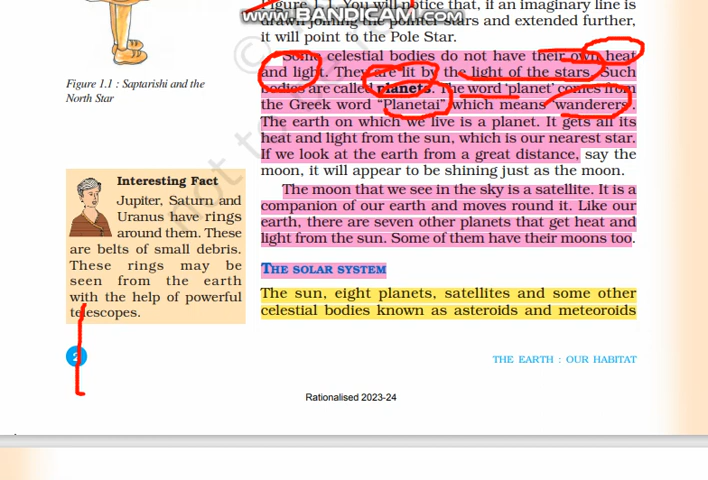 Figure 1.1. You will notice that, if an imaginary line is
WWW.BANDICAM.COM
drawn joining the pointer stars and extended further,
it will point to the Pole Star.
Some celestial bodies do not have their own heat
and light. They are lit by the light of the stars. Such
bodies are called planets. The word 'planet' comes from
the Greek word "Planetai" which means 'wanderers'.
The earth on which we live is a planet. It gets all its
heat and light from the sun, which is our nearest star.
If we look at the earth from a great distance, say the
moon, it will appear to be shining just as the moon.
The moon that we see in the sky is a satellite. It is a
companion of our earth and moves round it. Like our
earth, there are seven other planets that get heat and
light from the sun. Some of them have their moons too.
THE SOLAR SYSTEM
The sun, eight planets, satellites and some other
celestial bodies known as asteroids and meteoroids
Figure 1.1 : Saptarishi and the
North Star
Interesting Fact
Jupiter, Saturn and
Uranus have rings
around them. These
are belts of small debris.
These rings may be
seen from the earth
with the help of powerful
telescopes.
2
THE EARTH : OUR HABITAT
Rationalised 2023-24